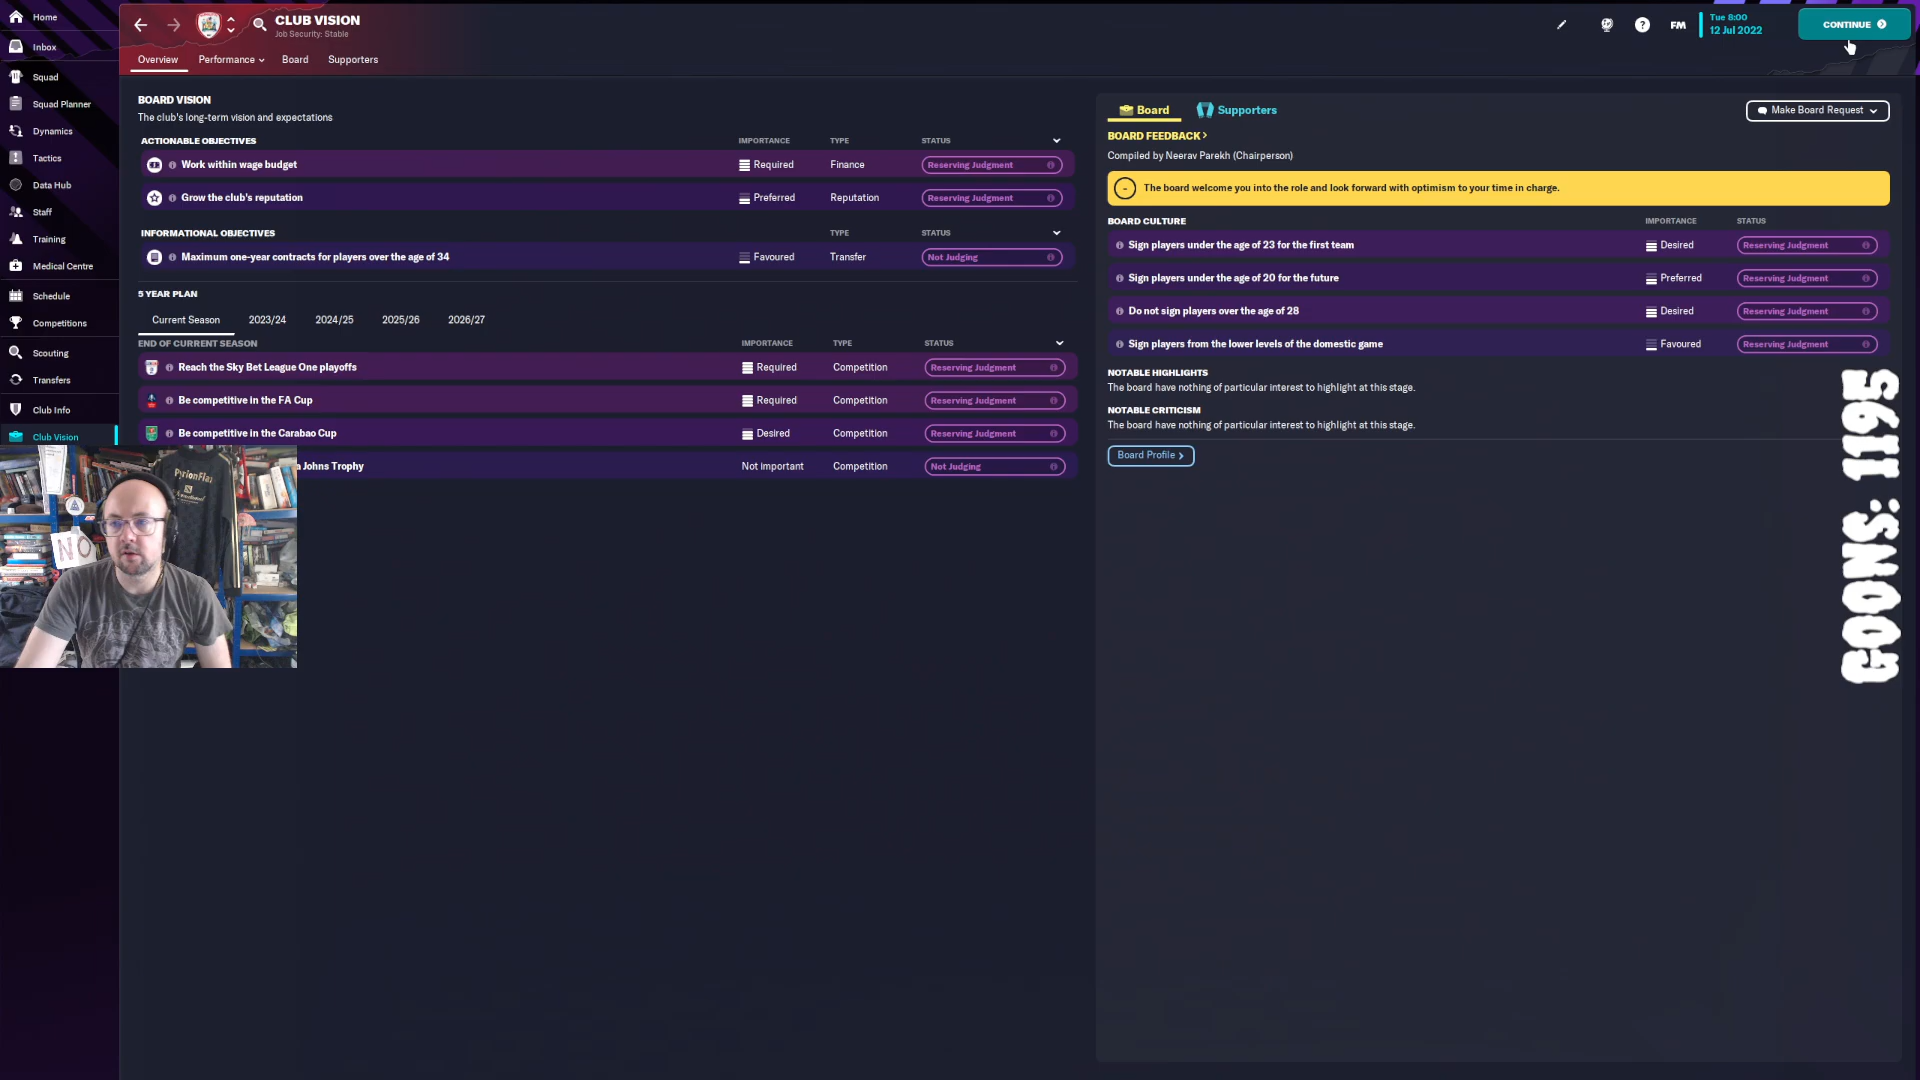 Home
Inbox
Squad
Squad Planner
Dynamics
Tactics
Data Hub
Staff
Training
Medical Centre
Schedule
Competitions
Scouting
Transfers
Club Info
Club Vision
CLUB VISION
Job Security: Stable
FM
Tue 8:00
12 Jul 2022
CONTINUE
Overview
Performance
Board
Supporters
BOARD VISION
The club's long-term vision and expectations
ACTIONABLE OBJECTIVES IMPORTANCE TYPE STATUS
Work within wage budget Required Finance Reserving Judgment
Grow the club's reputation Preferred Reputation Reserving Judgment
INFORMATIONAL OBJECTIVES TYPE STATUS
Maximum one-year contracts for players over the age of 34 Favoured Transfer Not Judging
5 YEAR PLAN
Current Season 2023/24 2024/25 2025/26 2026/27
END OF CURRENT SEASON IMPORTANCE TYPE STATUS
Reach the Sky Bet League One playoffs Required Competition Reserving Judgment
Be competitive in the FA Cup Required Competition Reserving Judgment
Be competitive in the Carabao Cup Desired Competition Reserving Judgment
a Johns Trophy Not important Competition Not Judging
Board Supporters Make Board Request
BOARD FEEDBACK >
Compiled by Neerav Parekh (Chairperson)
The board welcome you into the role and look forward with optimism to your time in charge.
BOARD CULTURE IMPORTANCE STATUS
Sign players under the age of 23 for the first team Desired Reserving Judgment
Sign players under the age of 20 for the future Preferred Reserving Judgment
Do not sign players over the age of 28 Desired Reserving Judgment
Sign players from the lower levels of the domestic game Favoured Reserving Judgment
NOTABLE HIGHLIGHTS
The board have nothing of particular interest to highlight at this stage.
NOTABLE CRITICISM
The board have nothing of particular interest to highlight at this stage.
Board Profile >
GOONS: 1195
NO